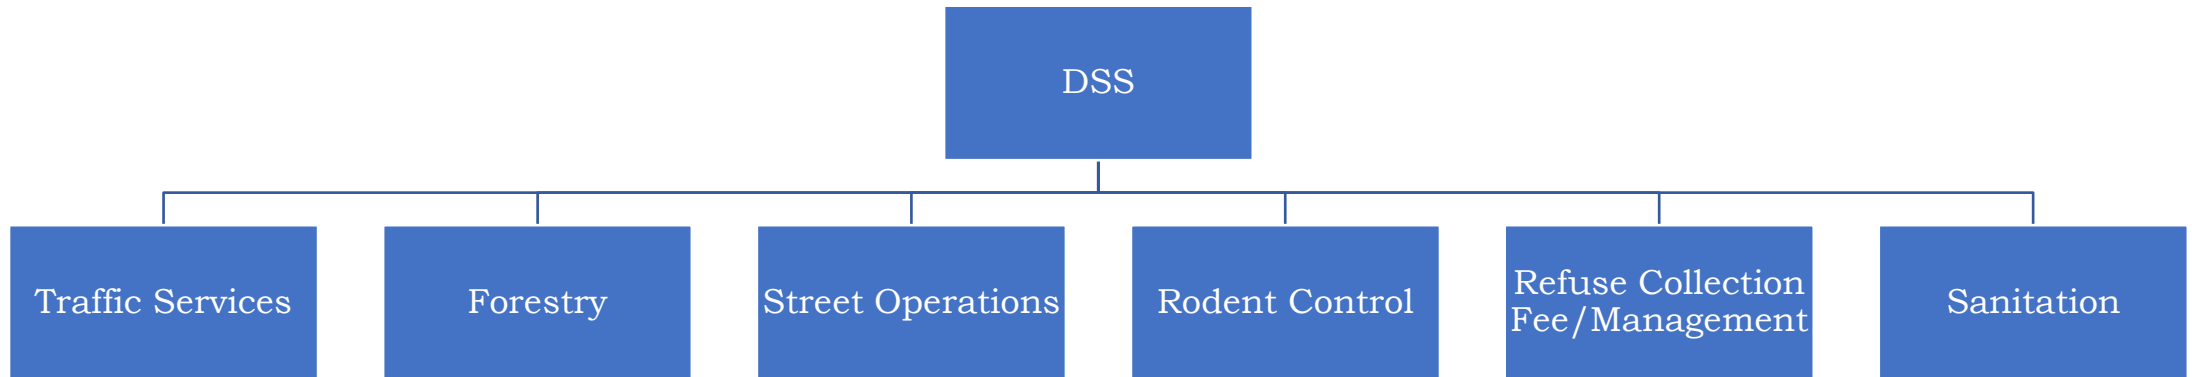 DSS
Traffic Services
Forestry
Street Operations
Rodent Control
Refuse Collection
Fee/Management
Sanitation